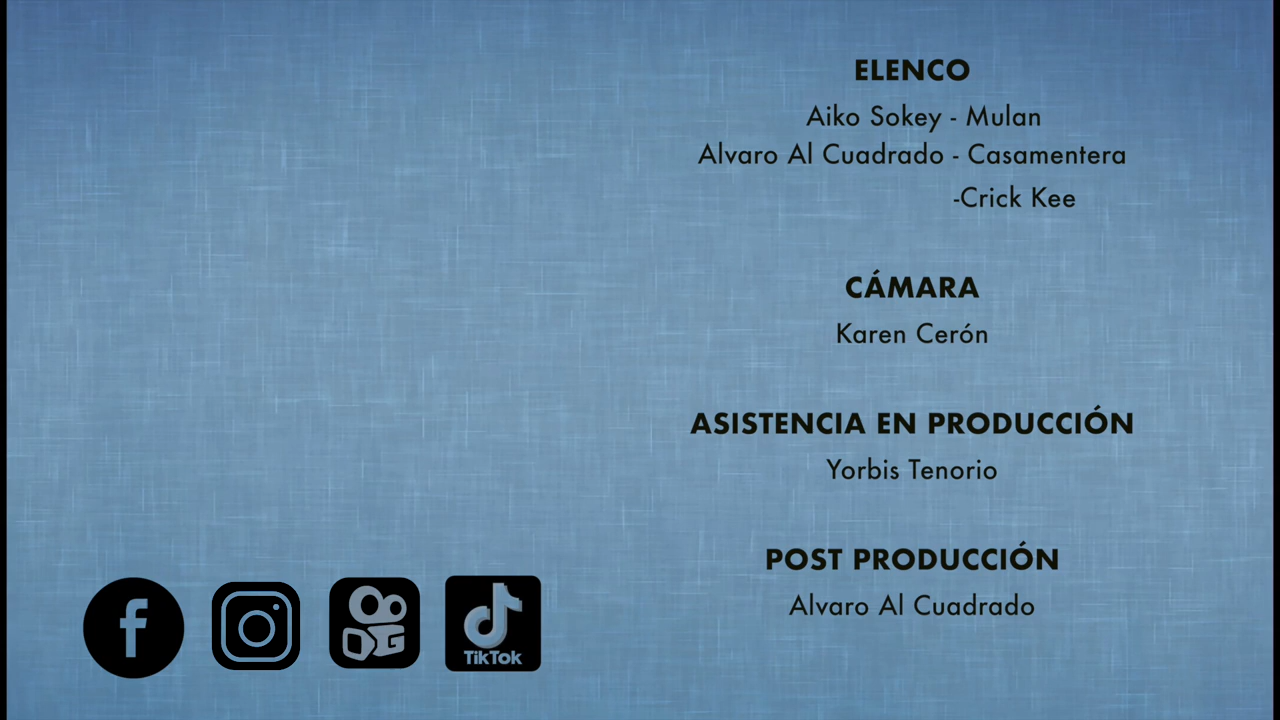 ELENCO
Aiko Sokey - Mulan
Alvaro Al Cuadrado - Casamentera
-Crick Kee
CÁMARA
Karen Cerón
ASISTENCIA EN PRODUCCIÓN
Yorbis Tenorio
POST PRODUCCIÓN
Alvaro Al Cuadrado
DG
TikTok